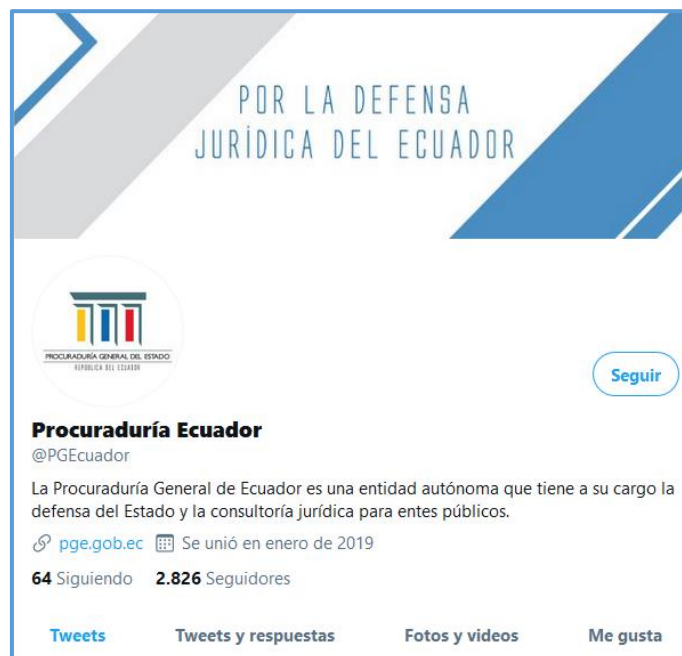 POR LA DEFENSA
JURÍDICA DEL ECUADOR
PROCURADURÍA GENERAL DEL ESTADO
REPÚBLICA DEL ECUADOR
Seguir
Procuraduría Ecuador
@PGEcuador
La Procuraduría General de Ecuador es una entidad autónoma que tiene a su cargo la
defensa del Estado y la consultoría jurídica para entes públicos.
pge.gob.ec Se unió en enero de 2019
64 Siguiendo 2.826 Seguidores
Tweets Tweets y respuestas Fotos y videos Me gusta